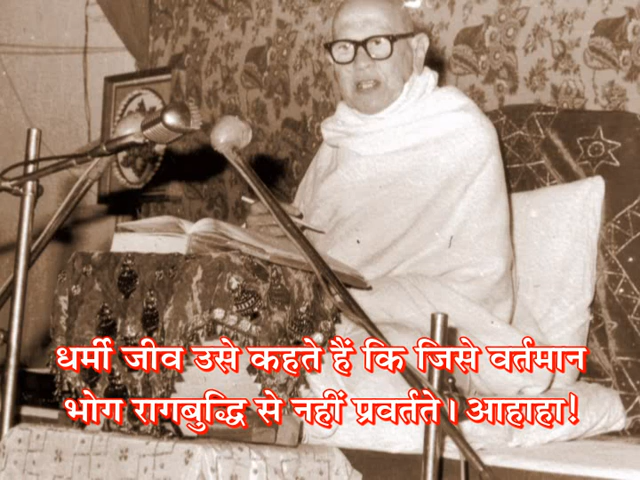 धर्मी जीव उसे कहते हैं कि जिसे वर्तमान
भोग रागबुद्धि से नहीं प्रवर्तते। आहाहा!